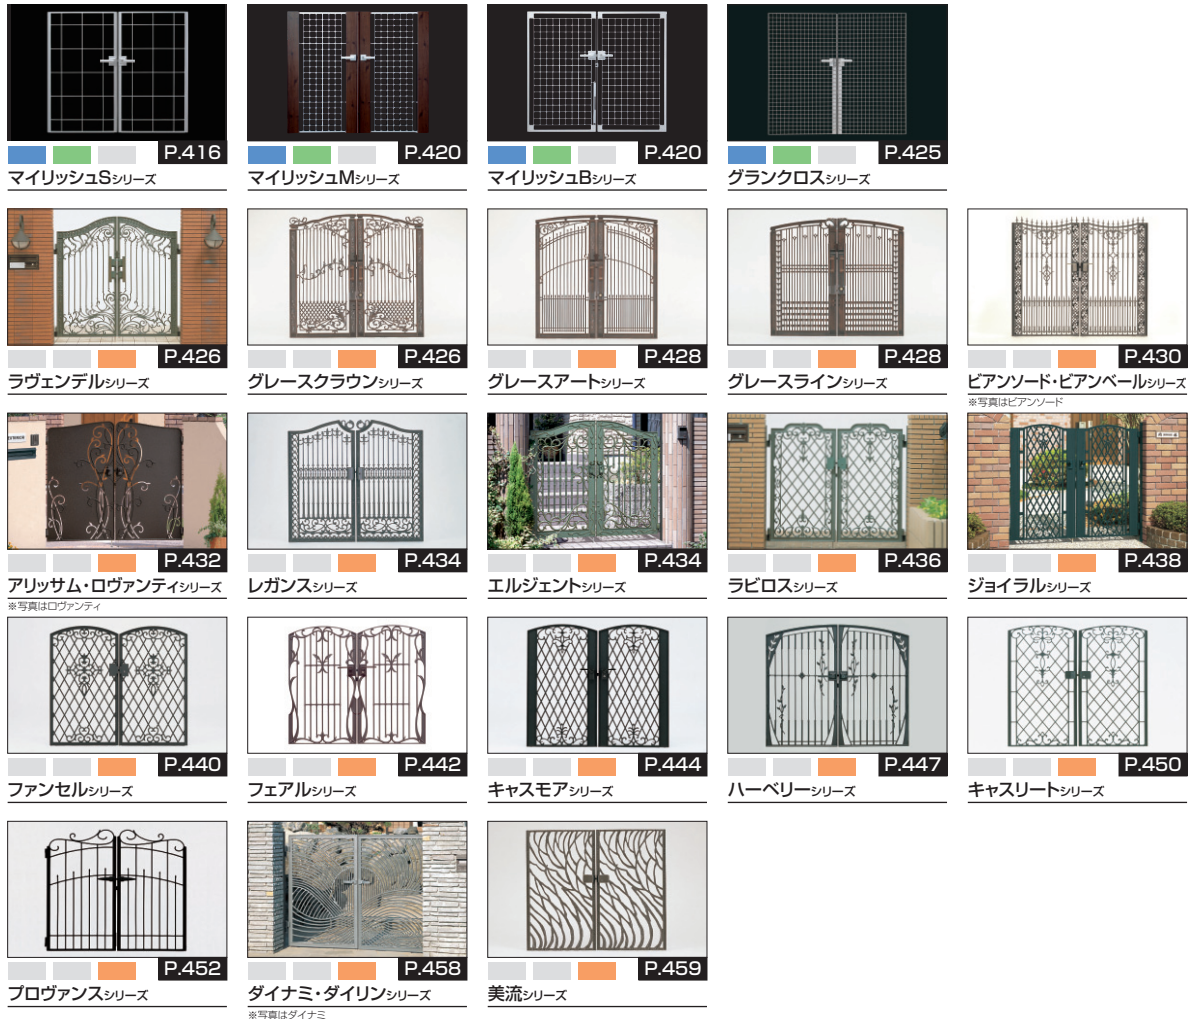 P.416
マイリッシュSシリーズ
P.420
マイリッシュMシリーズ
P.420
マイリッシュBシリーズ
P.425
グランクロスシリーズ
P.426
ラヴェンデルシリーズ
P.426
グレースクラウンシリーズ
P.428
グレースアートシリーズ
P.428
グレースラインシリーズ
P.430
ビアンソード・ビアンベールシリーズ
※写真はビアンソード
P.432
アリッサム・ロヴァンティシリーズ
※写真はロヴァンティ
P.434
レガンスシリーズ
P.434
エルジェントシリーズ
P.436
ラビロスシリーズ
P.438
ジョイラルシリーズ
P.440
ファンセルシリーズ
P.442
フェアルシリーズ
P.444
キャスモアシリーズ
P.447
ハーベリーシリーズ
P.450
キャスリートシリーズ
P.452
プロヴァンスシリーズ
P.458
ダイナミ・ダイリンシリーズ
※写真はダイナミ
P.459
美流シリーズ